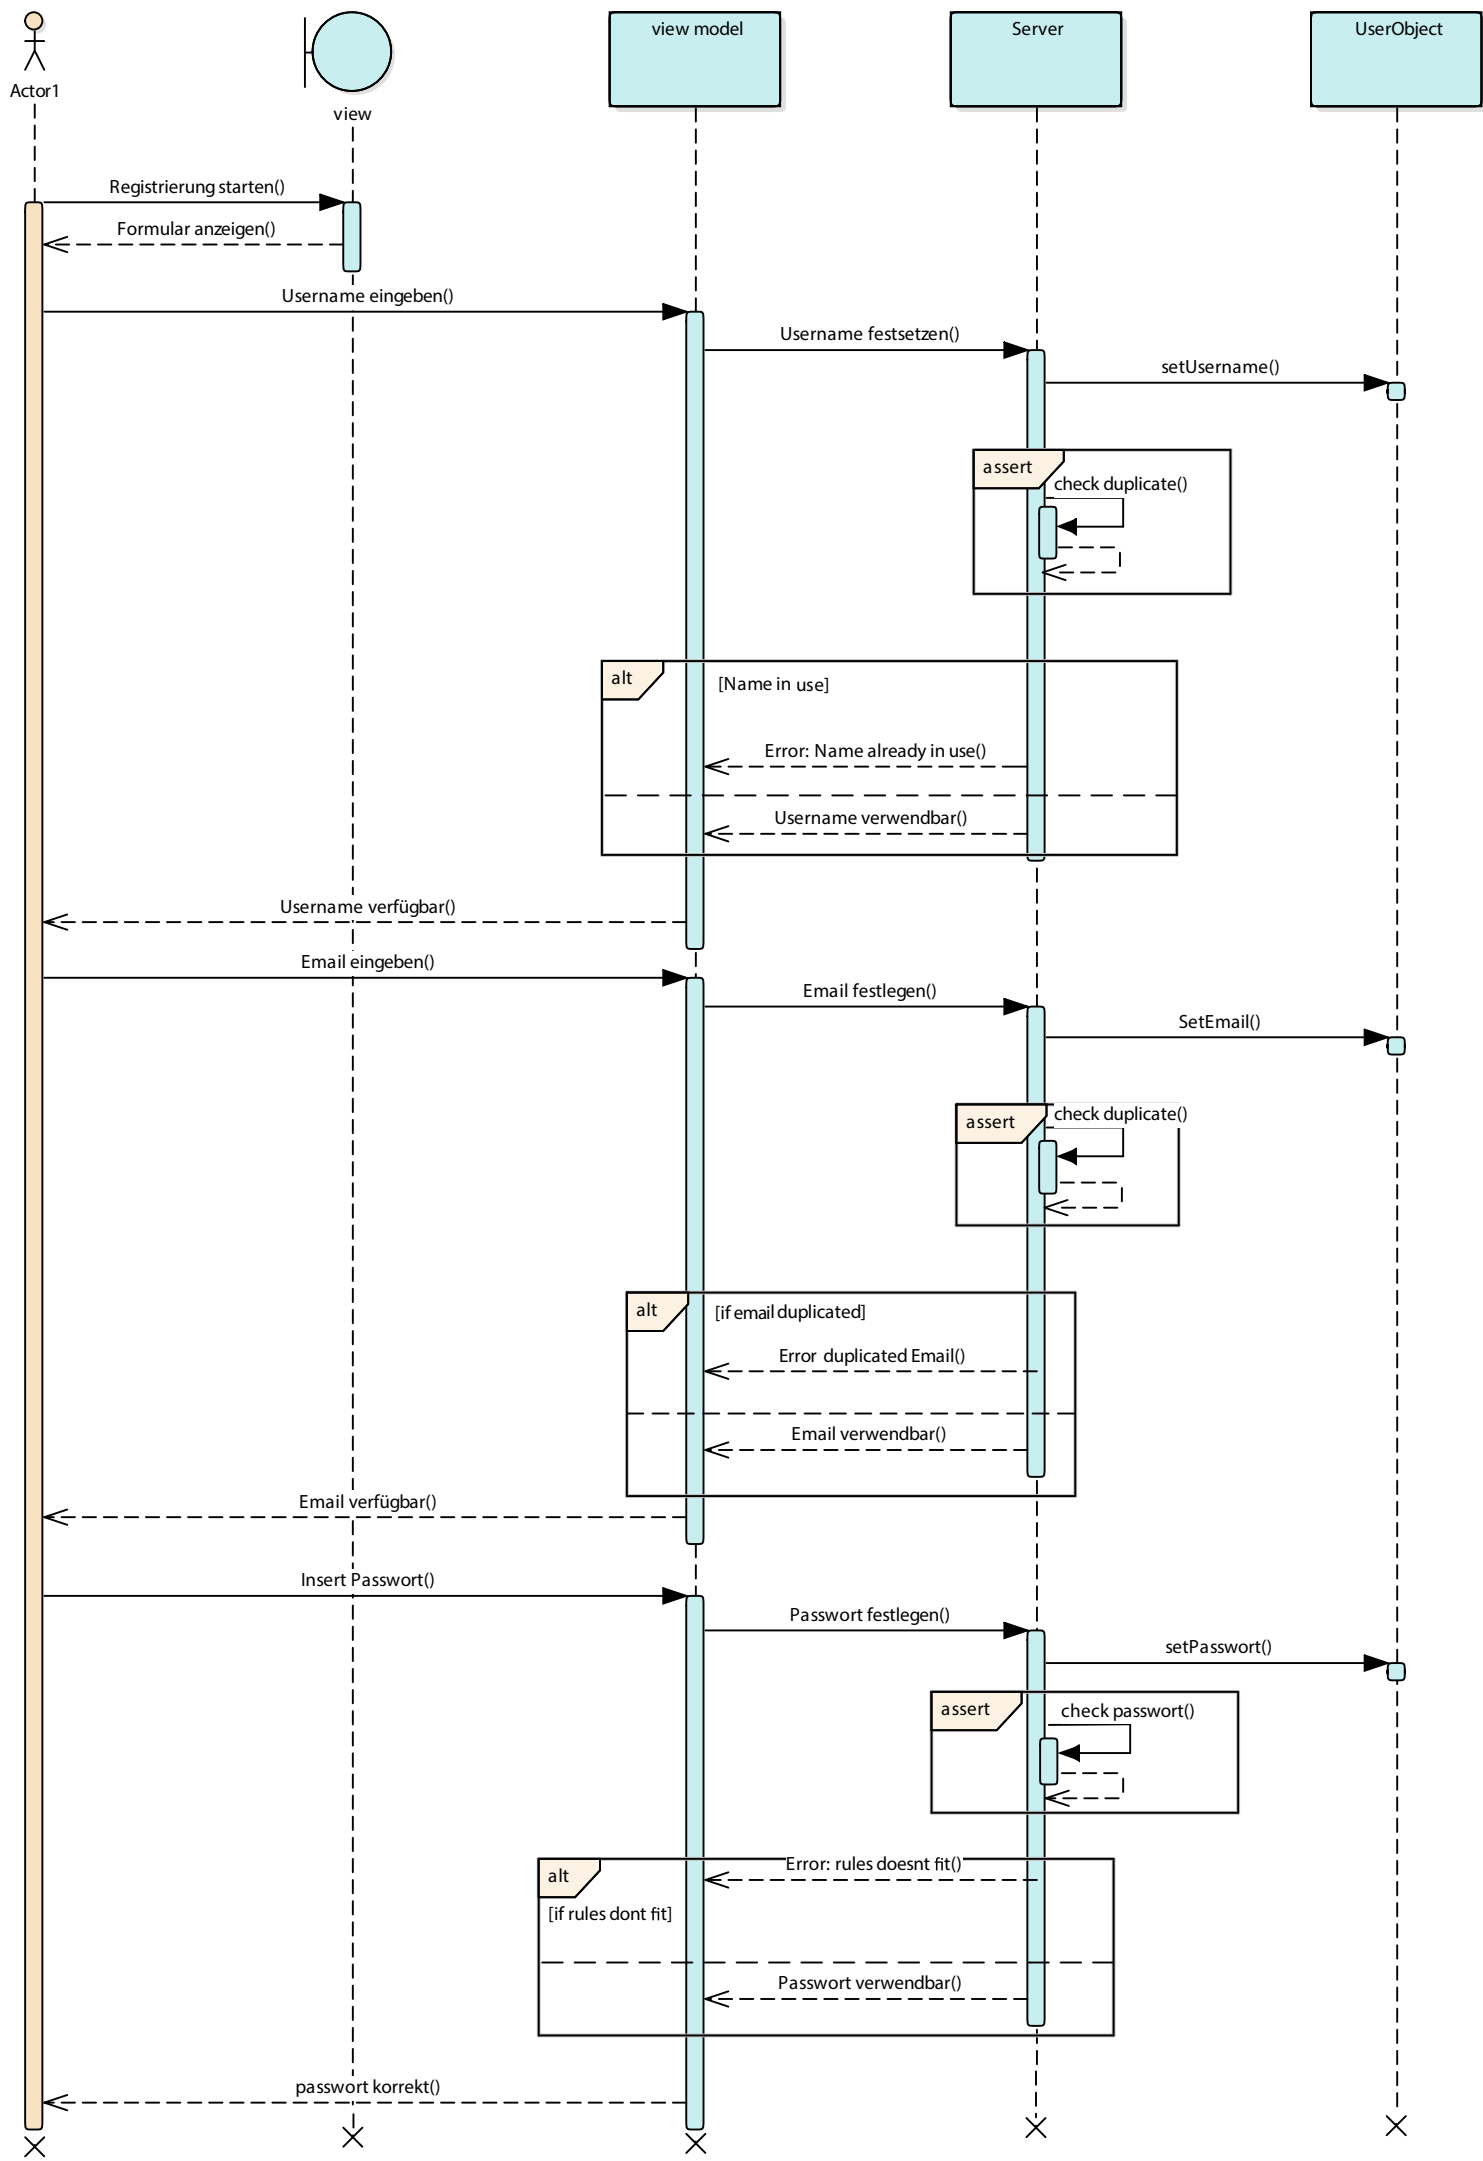 Actor1
view
view model
Server
UserObject
Registrierung starten()
Formular anzeigen()
Username eingeben()
Username festsetzen()
setUsername()
assert
check duplicate()
alt
[Name in use]
Error: Name already in use()
Username verwendbar()
Username verfügbar()
Email eingeben()
Email festlegen()
SetEmail()
assert
check duplicate()
alt
[if email duplicated]
Error duplicated Email()
Email verwendbar()
Email verfügbar()
Insert Passwort()
Passwort festlegen()
setPasswort()
assert
check passwort()
alt
Error: rules doesnt fit()
[if rules dont fit]
Passwort verwendbar()
passwort korrekt()